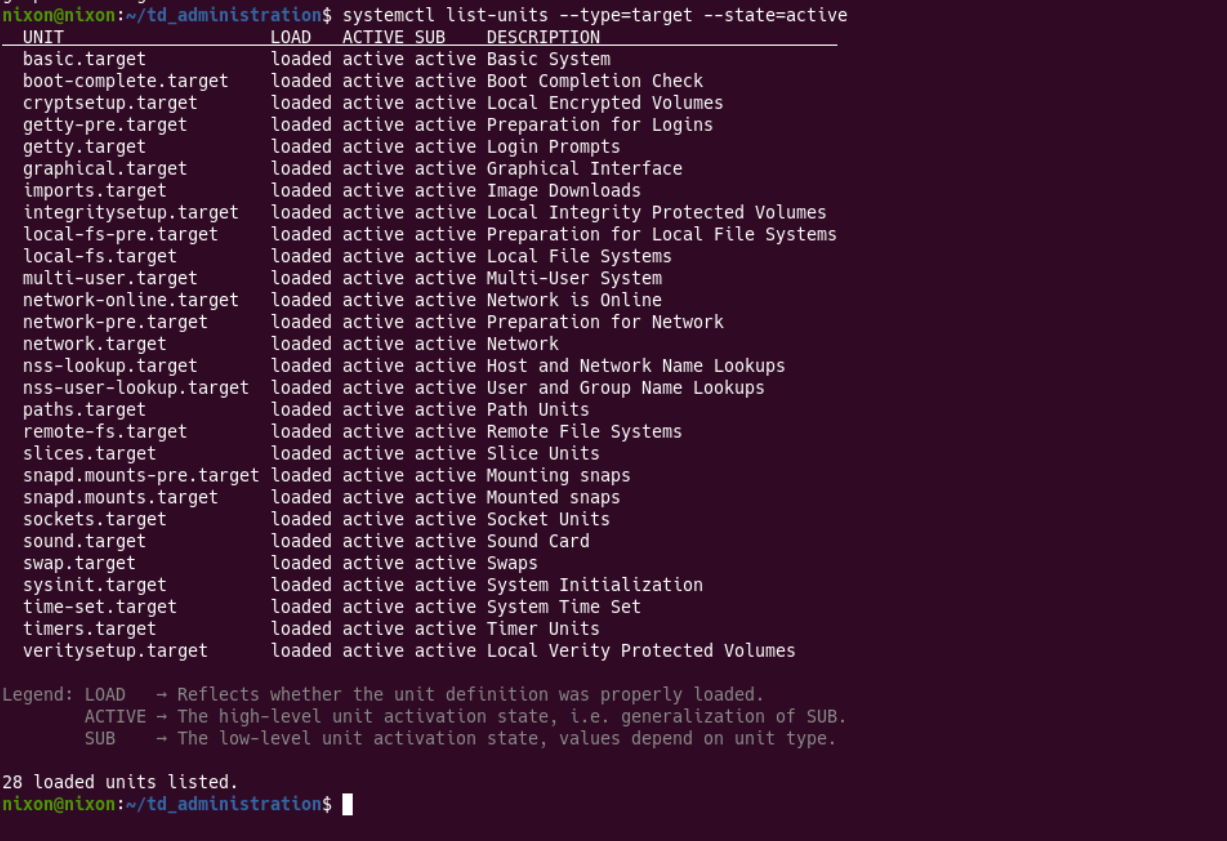 nixon@nixon:~/td_administration$ systemctl list-units --type=target --state=active
  UNIT                    LOAD   ACTIVE SUB    DESCRIPTION
  basic.target            loaded active active Basic System
  boot-complete.target    loaded active active Boot Completion Check
  cryptsetup.target       loaded active active Local Encrypted Volumes
  getty-pre.target        loaded active active Preparation for Logins
  getty.target            loaded active active Login Prompts
  graphical.target        loaded active active Graphical Interface
  imports.target          loaded active active Image Downloads
  integritysetup.target   loaded active active Local Integrity Protected Volumes
  local-fs-pre.target     loaded active active Preparation for Local File Systems
  local-fs.target         loaded active active Local File Systems
  multi-user.target       loaded active active Multi-User System
  network-online.target   loaded active active Network is Online
  network-pre.target      loaded active active Preparation for Network
  network.target          loaded active active Network
  nss-lookup.target       loaded active active Host and Network Name Lookups
  nss-user-lookup.target  loaded active active User and Group Name Lookups
  paths.target            loaded active active Path Units
  remote-fs.target        loaded active active Remote File Systems
  slices.target           loaded active active Slice Units
  snapd.mounts-pre.target loaded active active Mounting snaps
  snapd.mounts.target     loaded active active Mounted snaps
  sockets.target          loaded active active Socket Units
  sound.target            loaded active active Sound Card
  swap.target             loaded active active Swaps
  sysinit.target          loaded active active System Initialization
  time-set.target         loaded active active System Time Set
  timers.target           loaded active active Timer Units
  veritysetup.target      loaded active active Local Verity Protected Volumes
Legend: LOAD   → Reflects whether the unit definition was properly loaded.
        ACTIVE → The high-level unit activation state, i.e. generalization of SUB.
        SUB    → The low-level unit activation state, values depend on unit type.
28 loaded units listed.
nixon@nixon:~/td_administration$